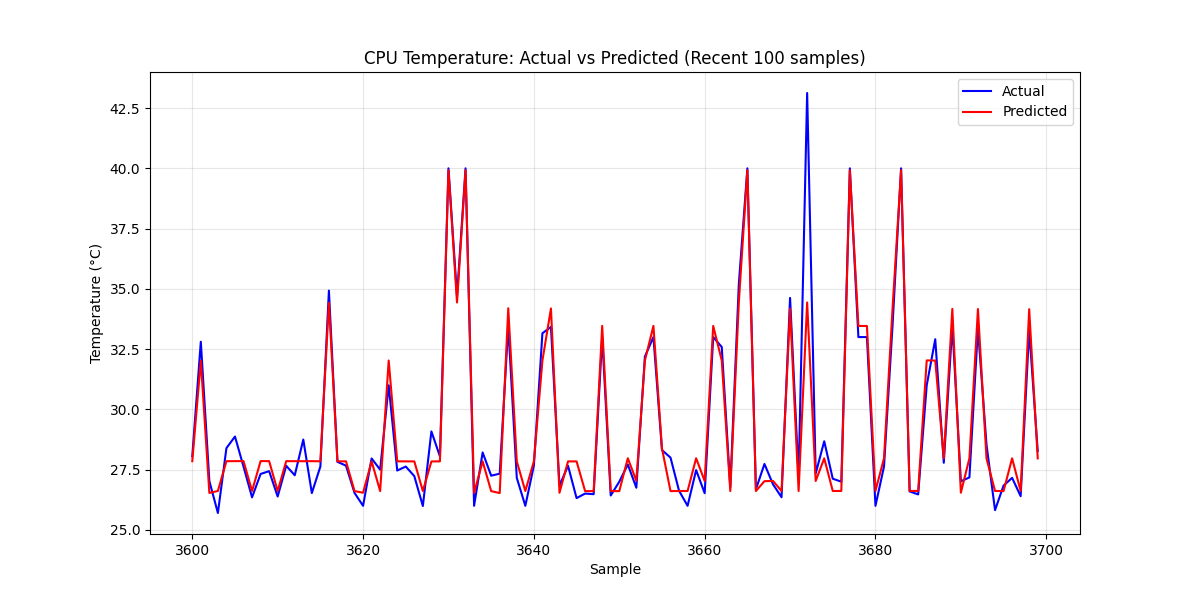 CPU Temperature: Actual vs Predicted (Recent 100 samples)
Actual
Predicted
42.5
40.0
37.5
35.0
32.5
30.0
27.5
25.0
Temperature (°C)
3600 3620 3640 3660 3680 3700
Sample